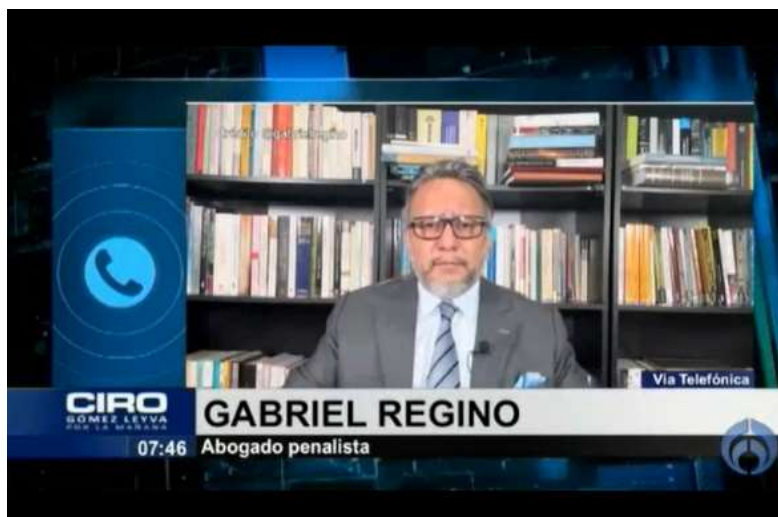 Vía Telefónica
CIRO
GÓMEZ LEYVA
POR LA MAÑANA
GABRIEL REGINO
07:46
Abogado penalista